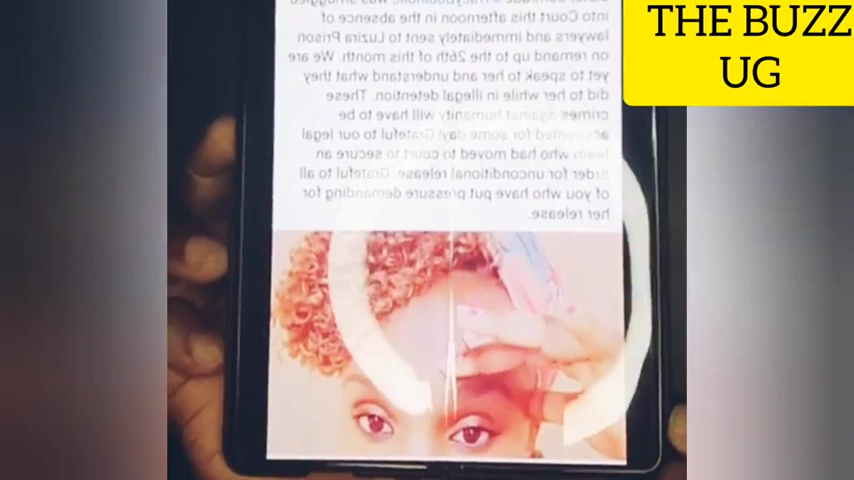 THE BUZZ
UG
into Court this afternoon in the absence of
lawyers and immediately sent to Luzira Prison
on remand up to the 26th of this month. We are
yet to speak to her and understand what they
did to her while in illegal detention. These
crimes against humanity will have to be
accounted for some day! Grateful to our legal
team who had moved to court to secure an
order for unconditional release. Grateful to all
of you who have put pressure demanding for
her release.